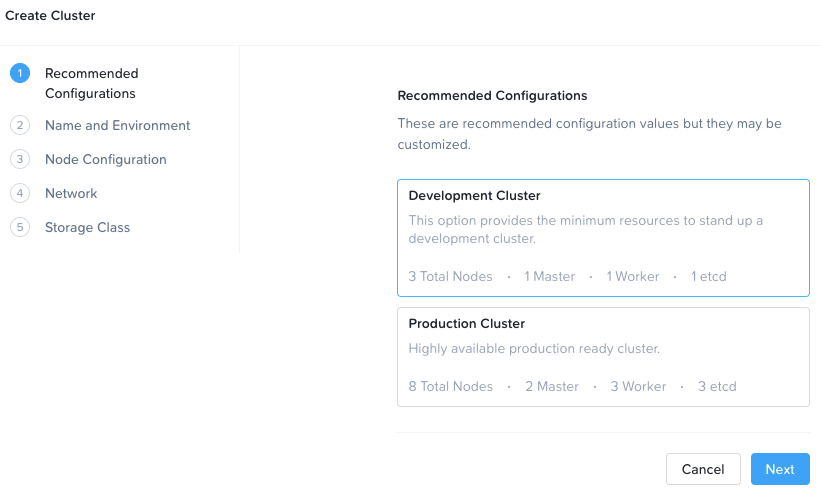 Create Cluster
1 Recommended
Configurations
2 Name and Environment
3 Node Configuration
4 Network
5 Storage Class
Recommended Configurations
These are recommended configuration values but they may be
customized.
Development Cluster
This option provides the minimum resources to stand up a
development cluster.
3 Total Nodes · 1 Master · 1 Worker · 1 etcd
Production Cluster
Highly available production ready cluster.
8 Total Nodes · 2 Master · 3 Worker · 3 etcd
Cancel Next